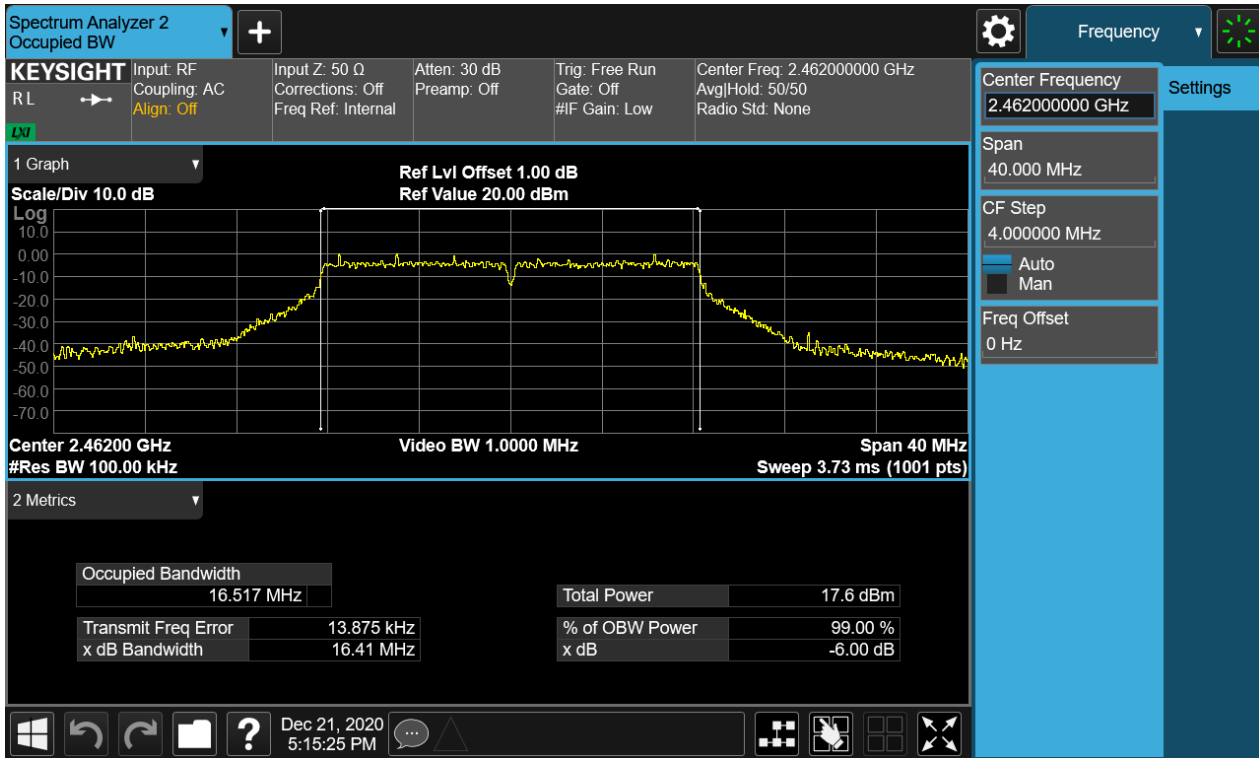 Spectrum Analyzer 2
Occupied BW
Frequency
KEYSIGHT
R L
LXI
Input: RF
Coupling: AC
Align: Off
Input Z: 50 Ω
Corrections: Off
Freq Ref: Internal
Atten: 30 dB
Preamp: Off
Trig: Free Run
Gate: Off
#IF Gain: Low
Center Freq: 2.462000000 GHz
Avg|Hold: 50/50
Radio Std: None
1 Graph
Scale/Div 10.0 dB
Ref Lvl Offset 1.00 dB
Ref Value 20.00 dBm
Log
10.0
0.00
-10.0
-20.0
-30.0
-40.0
-50.0
-60.0
-70.0
Center 2.46200 GHz
Video BW 1.0000 MHz
Span 40 MHz
#Res BW 100.00 kHz
Sweep 3.73 ms (1001 pts)
2 Metrics
Occupied Bandwidth
16.517 MHz
Total Power 17.6 dBm
Transmit Freq Error 13.875 kHz
% of OBW Power 99.00 %
x dB Bandwidth 16.41 MHz
x dB -6.00 dB
Dec 21, 2020
5:15:25 PM
Center Frequency
2.462000000 GHz
Settings
Span
40.000 MHz
CF Step
4.000000 MHz
Auto
Man
Freq Offset
0 Hz